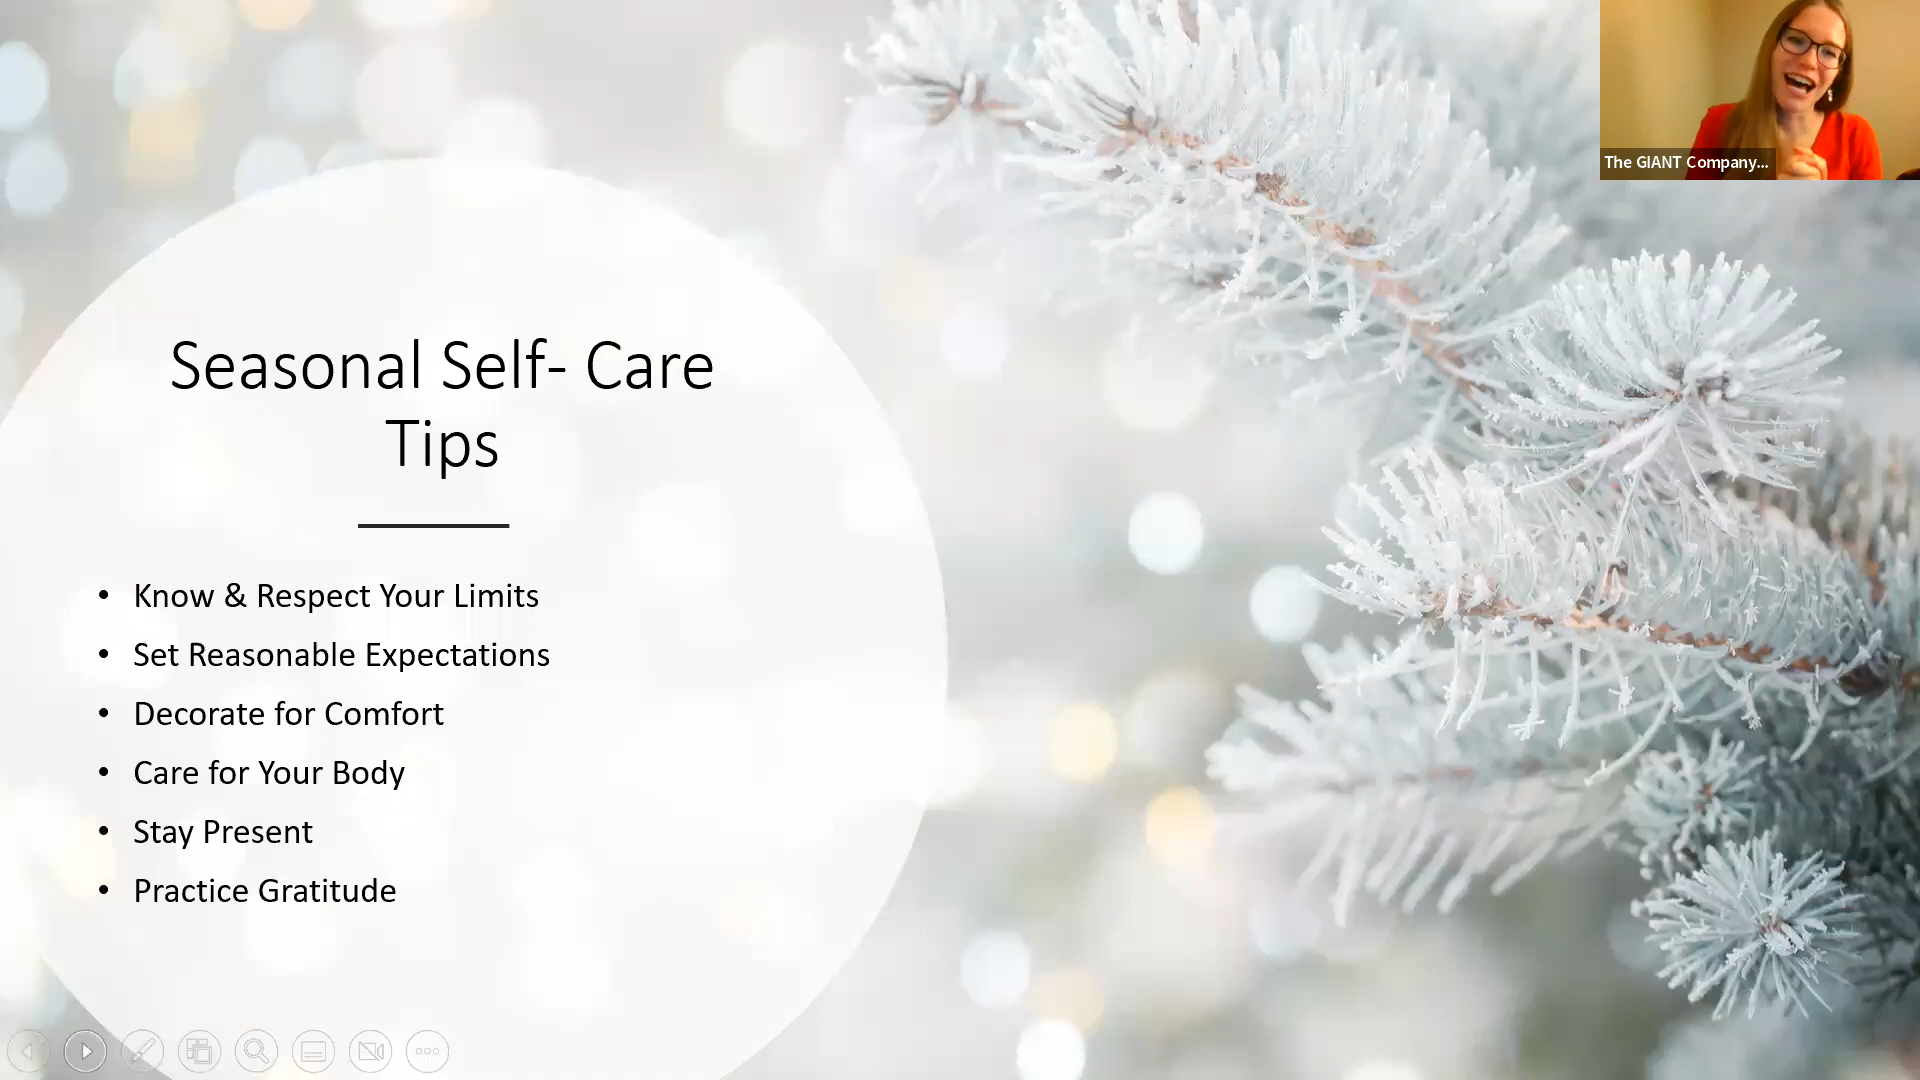 Seasonal Self- Care
Tips
• Know & Respect Your Limits
• Set Reasonable Expectations
• Decorate for Comfort
• Care for Your Body
• Stay Present
• Practice Gratitude
The GIANT Company...